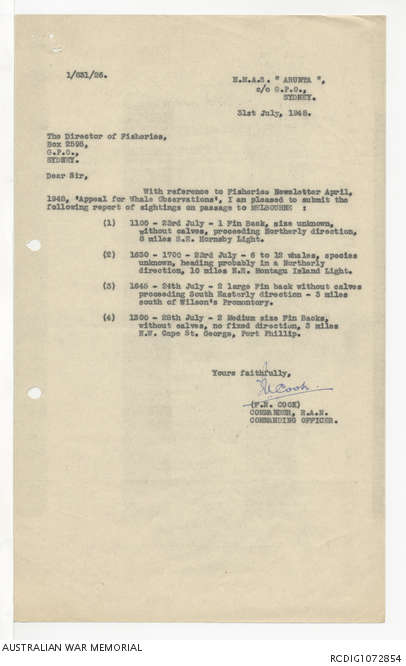 1/831/26.
H.M.A.S. " ARUNTA ",
c/o G.P.O.,
SYDNEY.
31st July, 1948.
The Director of Fisheries,
Box 2595,
G.P.O.,
SYDNEY.
Dear Sir,
With reference to Fisheries Newsletter April,
1948, 'Appeal for Whale Observations', I am pleased to submit the
following report of sightings on passage to MELBOURNE :
(1) 1105 - 23rd July - 1 Fin Back, size unknown,
without calves, proceeding Northerly direction,
6 miles S.E. Hornsby Light.
(2) 1630 - 1700 - 23rd July - 6 to 12 whales, species
unknown, heading probably in a Northerly
direction, 10 miles N.E. Montagu Island Light.
(3) 1645 - 24th July - 2 large Fin back without calves
proceeding South Easterly direction - 3 miles
south of Wilson's Promontory.
(4) 1300 - 28th July - 2 Medium size Fin Backs,
without calves, no fixed direction, 3 miles
N.W. Cape St. George, Port Phillip.
Yours faithfully,
Cook
(F.N. COOK)
COMMANDER, R.A.N.
COMMANDING OFFICER.
AUSTRALIAN WAR MEMORIAL
RCDIG1072854